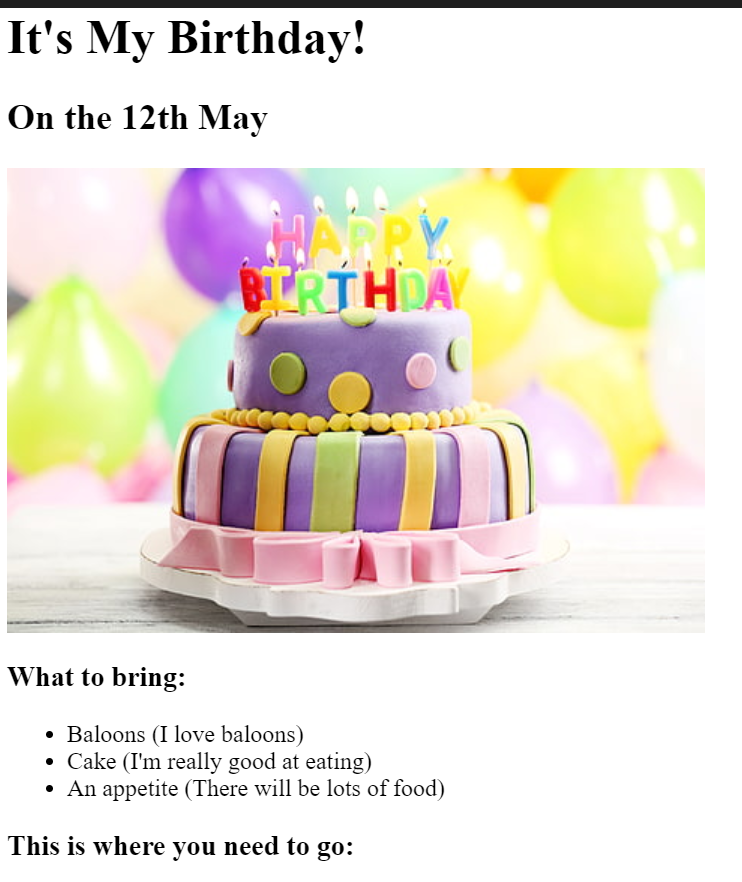 It's My Birthday!
On the 12th May
HAPPY
BIRTHDAY
What to bring:
Baloons (I love baloons)
Cake (I'm really good at eating)
An appetite (There will be lots of food)
This is where you need to go: